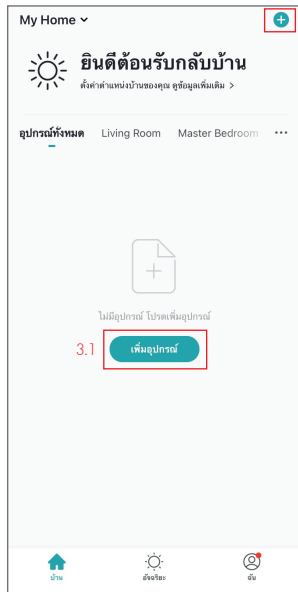 My Home
ยินดีต้อนรับกลับบ้าน
ตั้งค่าตำแหน่งบ้านของคุณ ดูข้อมูลเพิ่มเติม >
อุปกรณ์ทั้งหมด Living Room Master Bedroom ...
ไม่มีอุปกรณ์ โปรดเพิ่มอุปกรณ์
3.1 เพิ่มอุปกรณ์
บ้าน อัจฉริยะ ฉัน